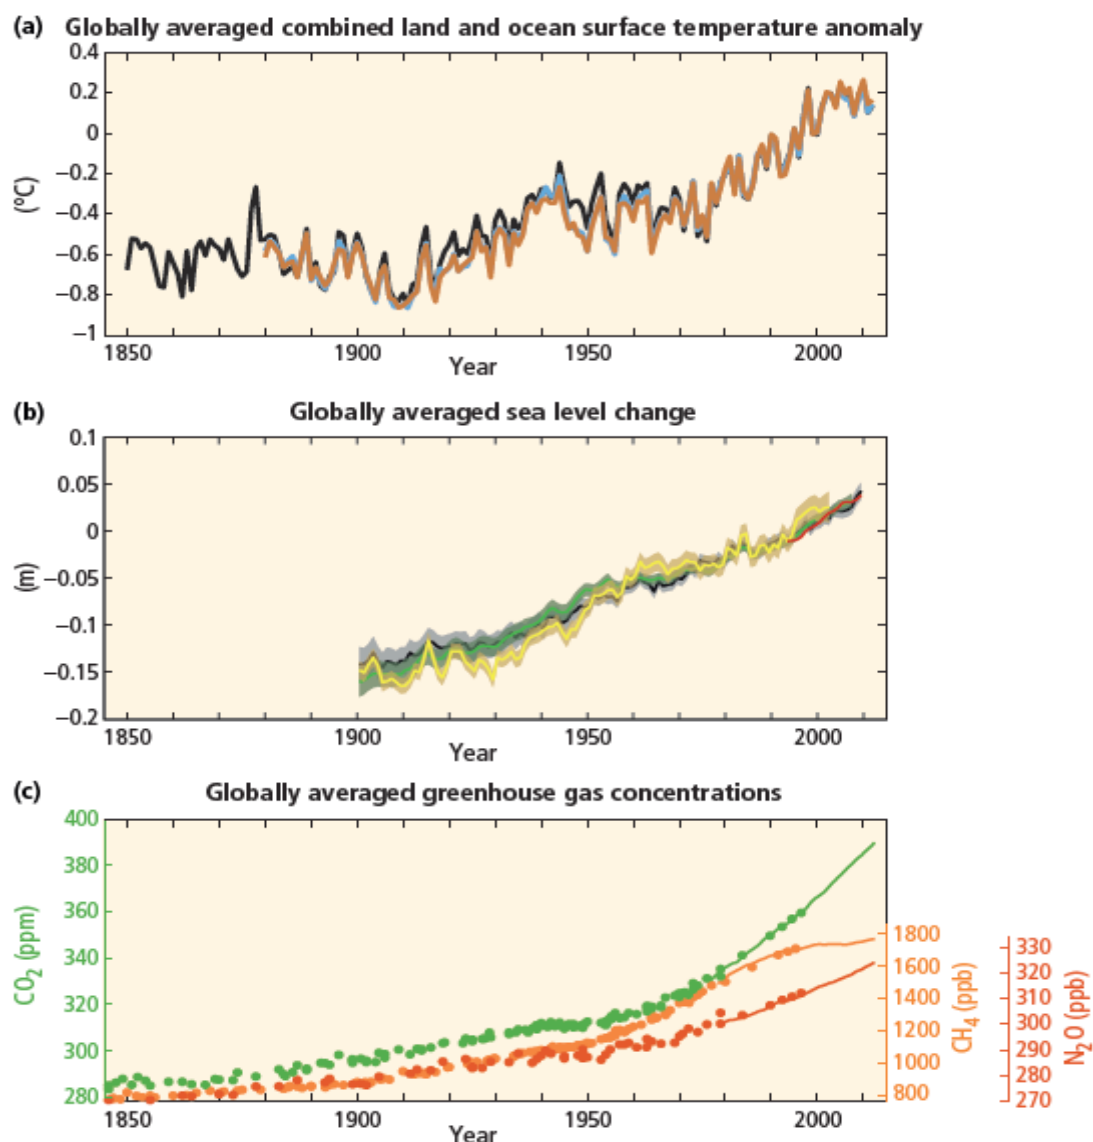 (a) Globally averaged combined land and ocean surface temperature anomaly
0.4
0.2
0
−0.2
−0.4
−0.6
−0.8
−1
(°C)
1850 1900 1950 2000
Year
(b) Globally averaged sea level change
0.1
0.05
0
−0.05
−0.1
−0.15
−0.2
(m)
1850 1900 1950 2000
Year
(c) Globally averaged greenhouse gas concentrations
400
380
360
340
320
300
280
CO₂ (ppm)
1800
1600
1400
1200
1000
800
CH₄ (ppb)
330
320
310
300
290
280
270
N₂O (ppb)
1850 1900 1950 2000
Year